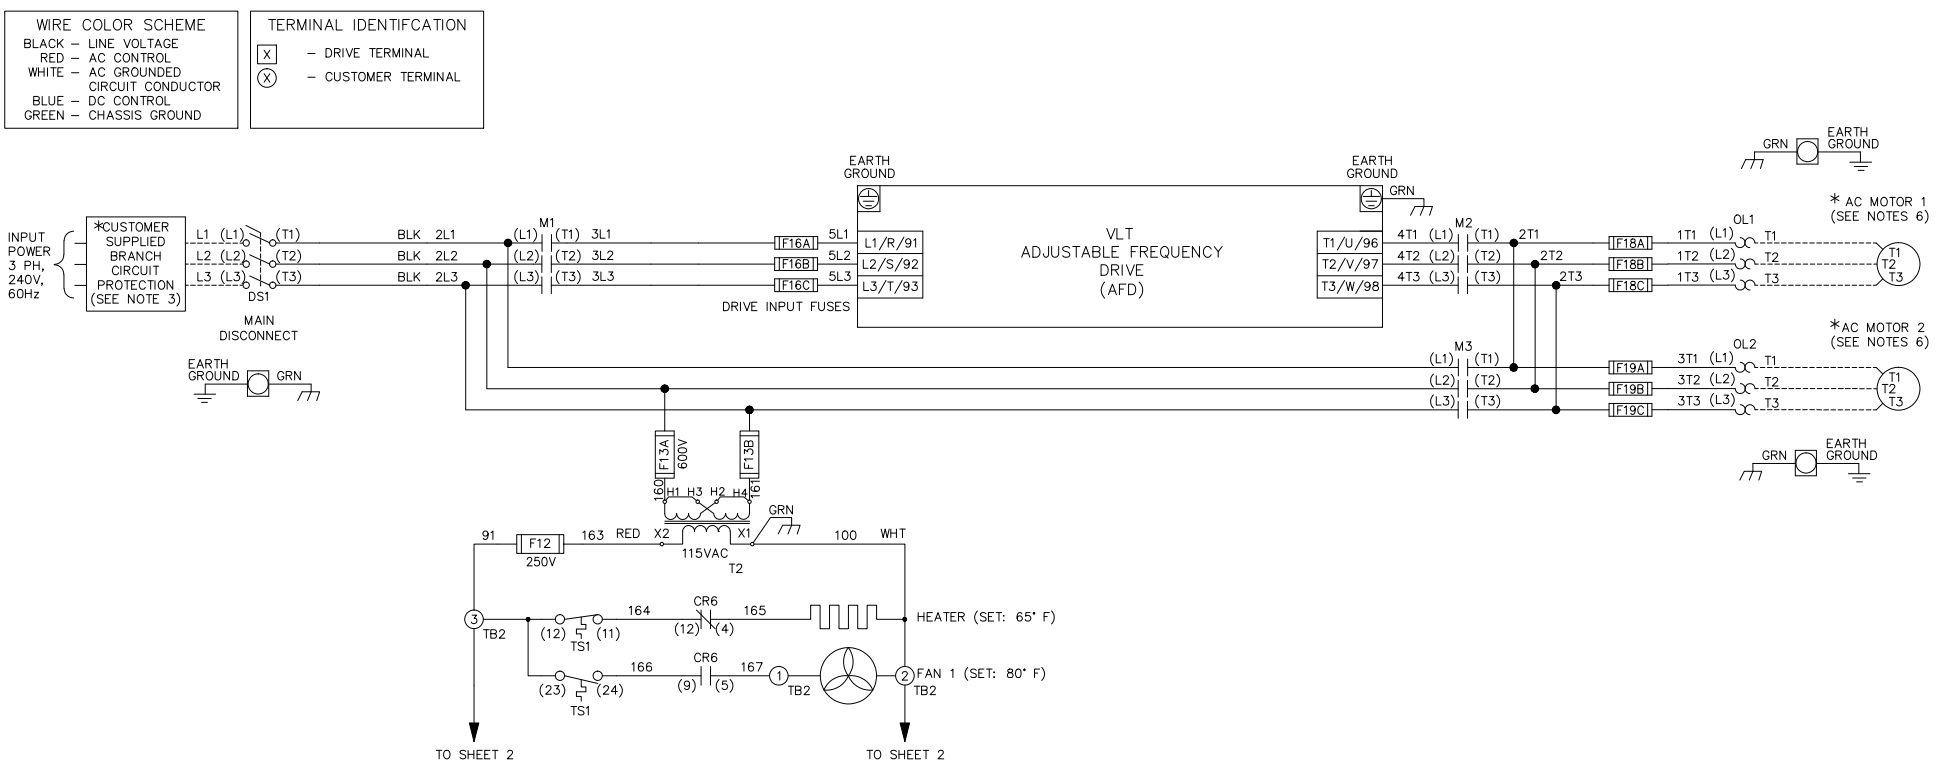 WIRE COLOR SCHEME
BLACK – LINE VOLTAGE
RED – AC CONTROL
WHITE – AC GROUNDED
CIRCUIT CONDUCTOR
BLUE – DC CONTROL
GREEN – CHASSIS GROUND
TERMINAL IDENTIFCATION
X – DRIVE TERMINAL
X – CUSTOMER TERMINAL
INPUT
POWER
3 PH,
240V,
60Hz
*CUSTOMER
SUPPLIED
BRANCH
CIRCUIT
PROTECTION
(SEE NOTE 3)
L1 (L1) (T1) BLK 2L1
L2 (L2) (T2) BLK 2L2
L3 (L3) (T3) BLK 2L3
DS1
MAIN
DISCONNECT
EARTH
GROUND GRN
M1
(L1) (T1) 3L1
(L2) (T2) 3L2
(L3) (T3) 3L3
F16A 5L1
F16B 5L2
F16C 5L3
DRIVE INPUT FUSES
EARTH
GROUND
L1/R/91
L2/S/92
L3/T/93
VLT
ADJUSTABLE FREQUENCY
DRIVE
(AFD)
EARTH
GROUND
GRN
T1/U/96
T2/V/97
T3/W/98
M2
4T1 (L1) (T1) 2T1
4T2 (L2) (T2) 2T2
4T3 (L3) (T3) 2T3
OL1
F18A 1T1 (L1) T1
F18B 1T2 (L2) T2
F18C 1T3 (L3) T3
GRN
EARTH
GROUND
* AC MOTOR 1
(SEE NOTES 6)
T1
T2
T3
M3
(L1) (T1)
(L2) (T2)
(L3) (T3)
OL2
F19A 3T1 (L1) T1
F19B 3T2 (L2) T2
F19C 3T3 (L3) T3
*AC MOTOR 2
(SEE NOTES 6)
T1
T2
T3
GRN
EARTH
GROUND
F13A
600V
F13B
160
161
H1 H3 H2 H4
GRN
91 F12 163 RED X2 X1 100 WHT
250V
115VAC
T2
3
TB2
(12) (11)
TS1
164
CR6
(12) (4)
165
HEATER (SET: 65° F)
(23) (24)
TS1
166
CR6
(9) (5)
167
1
TB2
2
TB2
FAN 1 (SET: 80° F)
TO SHEET 2
TO SHEET 2